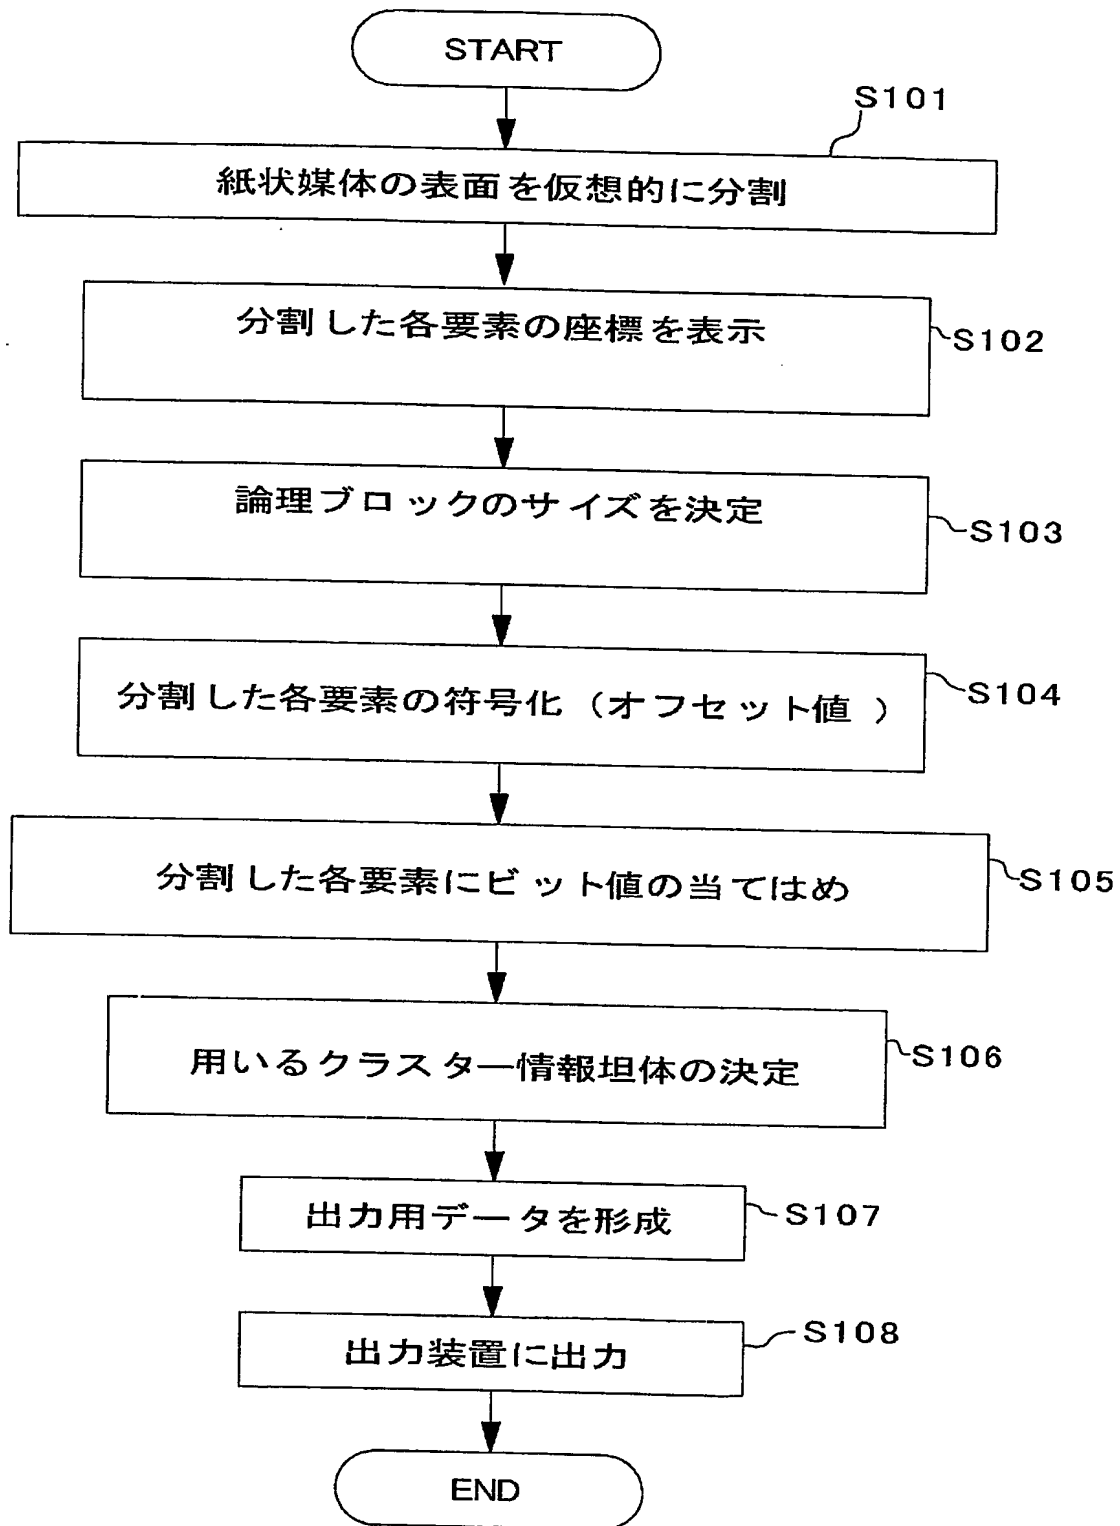 START
S101
紙状媒体の表面を仮想的に分割
分割した各要素の座標を表示
S102
論理ブロックのサイズを決定
S103
分割した各要素の符号化（オフセット値 ）
S104
分割した各要素にビット値の当てはめ
S105
用いるクラスター情報坦体の決定
S106
出力用データを形成
S107
出力装置に出力
S108
END